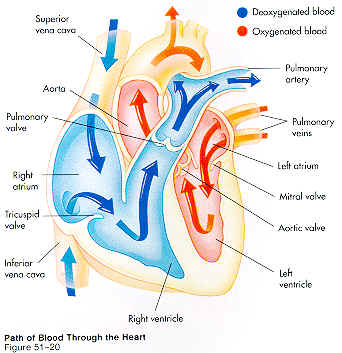 Superior
vena cava
Deoxygenated blood
Oxygenated blood
Pulmonary
artery
Aorta
Pulmonary
valve
Pulmonary
veins
Left atrium
Right
atrium
Mitral valve
Tricuspid
valve
Aortic valve
Inferior
vena cava
Left
ventricle
Right ventricle
Path of Blood Through the Heart
Figure 51–20